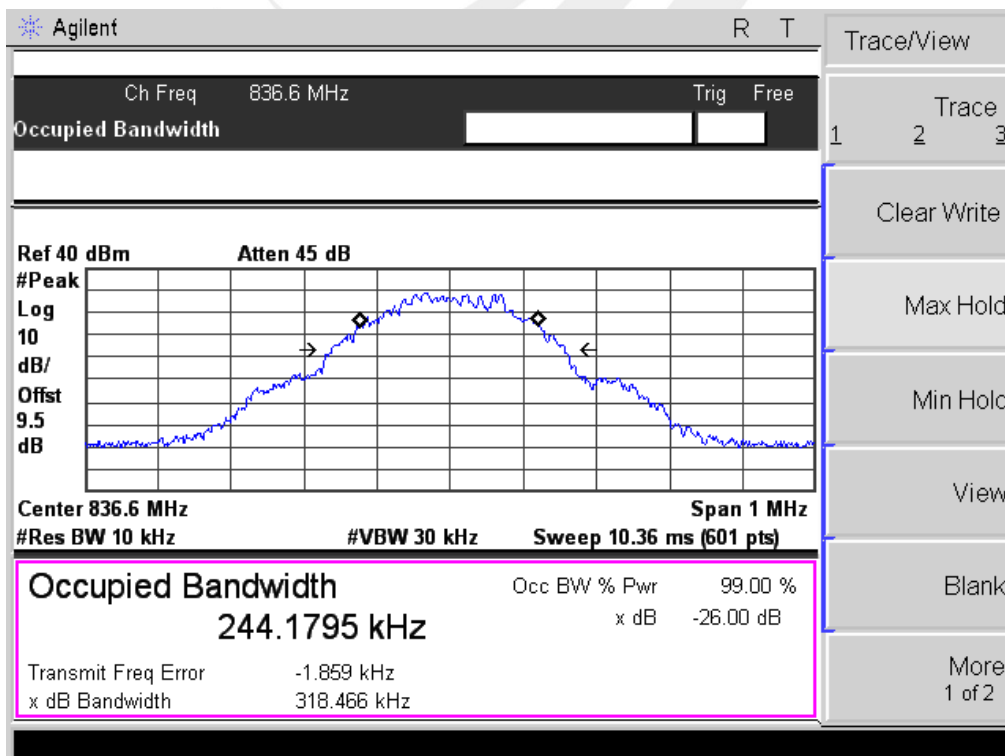 Agilent R T
Ch Freq 836.6 MHz Trig Free
Occupied Bandwidth
Ref 40 dBm Atten 45 dB
#Peak
Log
10
dB/
Offst
9.5
dB
Center 836.6 MHz Span 1 MHz
#Res BW 10 kHz #VBW 30 kHz Sweep 10.36 ms (601 pts)
Occupied Bandwidth
244.1795 kHz
Occ BW % Pwr 99.00 %
x dB -26.00 dB
Transmit Freq Error -1.859 kHz
x dB Bandwidth 318.466 kHz
Trace/View
Trace
1 2 3
Clear Write
Max Hold
Min Hold
View
Blank
More
1 of 2